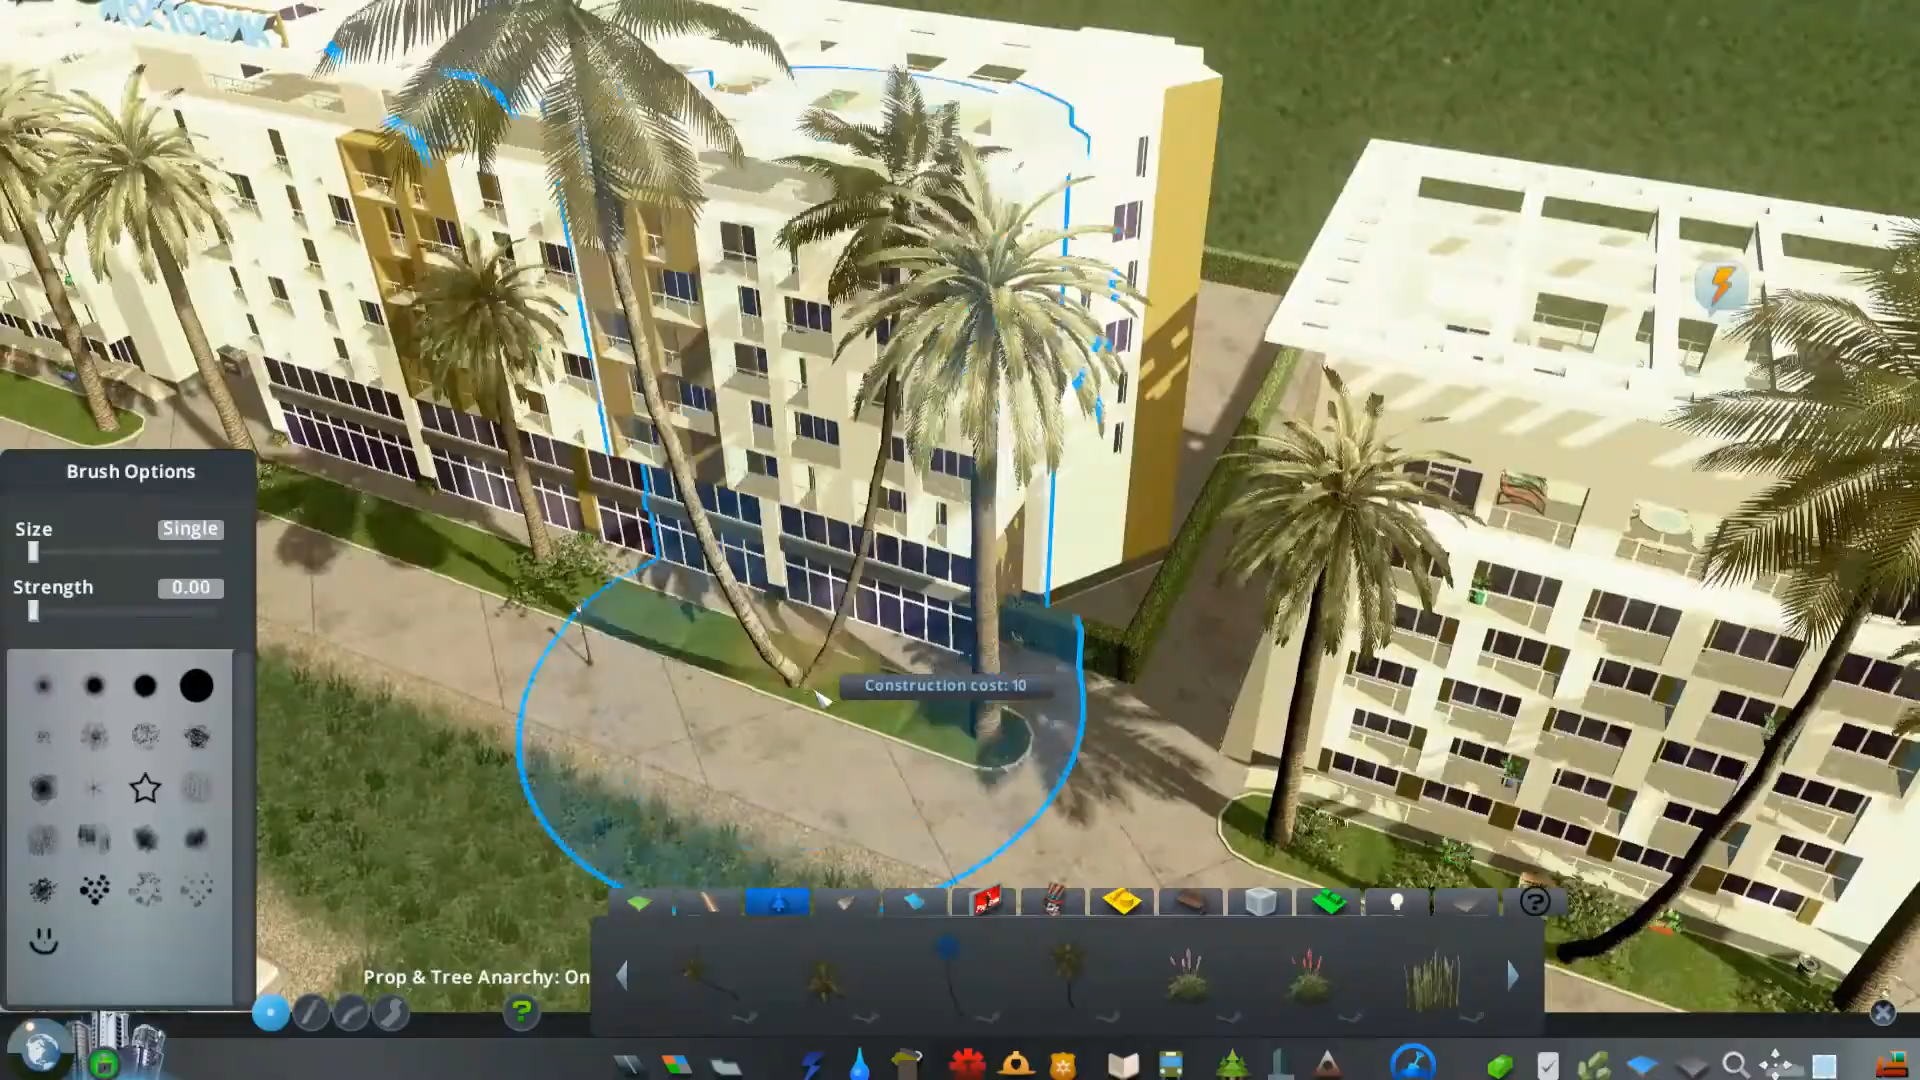 Brush Options
Size
Single
Strength
0.00
Construction cost: 10
Prop & Tree Anarchy: On
?
?